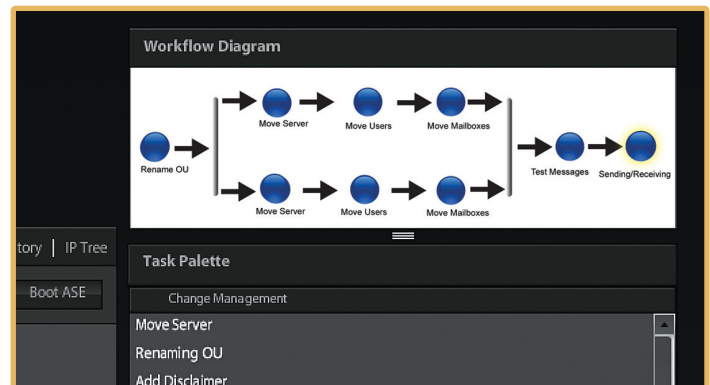 Workflow Diagram
Move Server
Move Users
Move Mailboxes
Rename OU
Test Messages
Sending/Receiving
Move Server
Move Users
Move Mailboxes
tory | IP Tree
Boot ASE
Task Palette
Change Management
Move Server
Renaming OU
Add Disclaimer